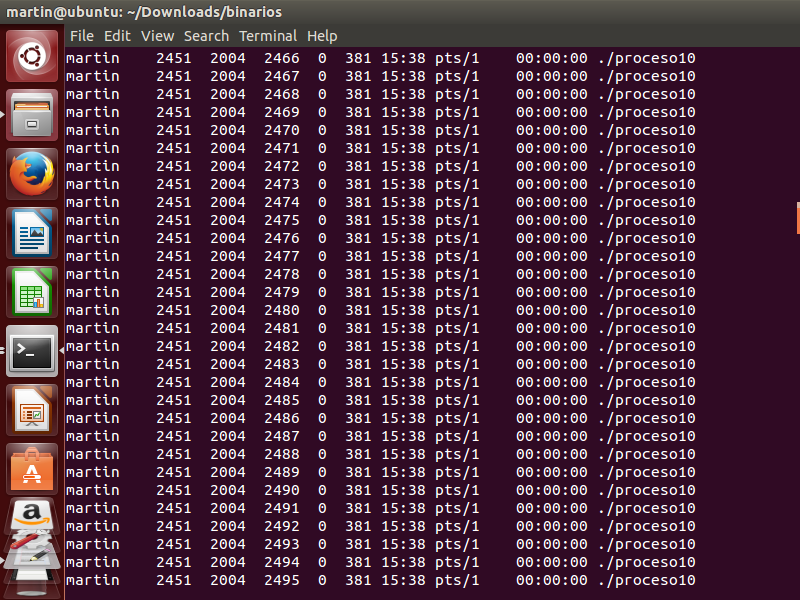 martin@ubuntu: ~/Downloads/binarios
File Edit View Search Terminal Help
martin 2451 2004 2466 0 381 15:38 pts/1 00:00:00 ./proceso10
martin 2451 2004 2467 0 381 15:38 pts/1 00:00:00 ./proceso10
martin 2451 2004 2468 0 381 15:38 pts/1 00:00:00 ./proceso10
martin 2451 2004 2469 0 381 15:38 pts/1 00:00:00 ./proceso10
martin 2451 2004 2470 0 381 15:38 pts/1 00:00:00 ./proceso10
martin 2451 2004 2471 0 381 15:38 pts/1 00:00:00 ./proceso10
martin 2451 2004 2472 0 381 15:38 pts/1 00:00:00 ./proceso10
martin 2451 2004 2473 0 381 15:38 pts/1 00:00:00 ./proceso10
martin 2451 2004 2474 0 381 15:38 pts/1 00:00:00 ./proceso10
martin 2451 2004 2475 0 381 15:38 pts/1 00:00:00 ./proceso10
martin 2451 2004 2476 0 381 15:38 pts/1 00:00:00 ./proceso10
martin 2451 2004 2477 0 381 15:38 pts/1 00:00:00 ./proceso10
martin 2451 2004 2478 0 381 15:38 pts/1 00:00:00 ./proceso10
martin 2451 2004 2479 0 381 15:38 pts/1 00:00:00 ./proceso10
martin 2451 2004 2480 0 381 15:38 pts/1 00:00:00 ./proceso10
martin 2451 2004 2481 0 381 15:38 pts/1 00:00:00 ./proceso10
martin 2451 2004 2482 0 381 15:38 pts/1 00:00:00 ./proceso10
martin 2451 2004 2483 0 381 15:38 pts/1 00:00:00 ./proceso10
martin 2451 2004 2484 0 381 15:38 pts/1 00:00:00 ./proceso10
martin 2451 2004 2485 0 381 15:38 pts/1 00:00:00 ./proceso10
martin 2451 2004 2486 0 381 15:38 pts/1 00:00:00 ./proceso10
martin 2451 2004 2487 0 381 15:38 pts/1 00:00:00 ./proceso10
martin 2451 2004 2488 0 381 15:38 pts/1 00:00:00 ./proceso10
martin 2451 2004 2489 0 381 15:38 pts/1 00:00:00 ./proceso10
martin 2451 2004 2490 0 381 15:38 pts/1 00:00:00 ./proceso10
martin 2451 2004 2491 0 381 15:38 pts/1 00:00:00 ./proceso10
martin 2451 2004 2492 0 381 15:38 pts/1 00:00:00 ./proceso10
martin 2451 2004 2493 0 381 15:38 pts/1 00:00:00 ./proceso10
martin 2451 2004 2494 0 381 15:38 pts/1 00:00:00 ./proceso10
martin 2451 2004 2495 0 381 15:38 pts/1 00:00:00 ./proceso10